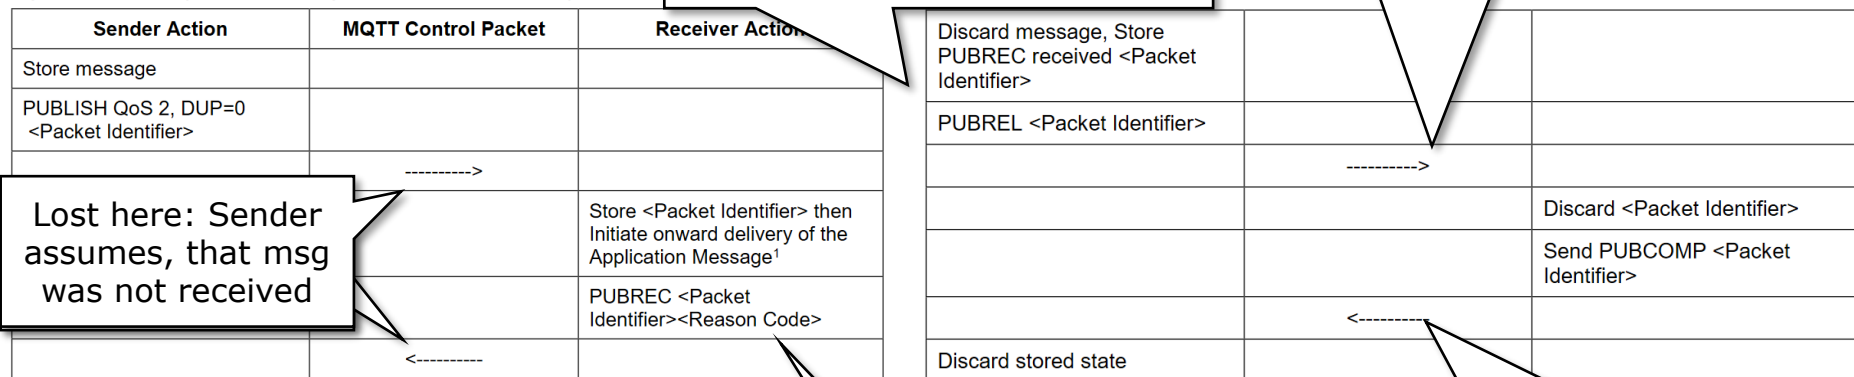 Sender Action
MQTT Control Packet
Receiver Action
Store message
PUBLISH QoS 2, DUP=0
<Packet Identifier>
---------->
Lost here: Sender
assumes, that msg
was not received
Store <Packet Identifier> then
Initiate onward delivery of the
Application Message¹
PUBREC <Packet
Identifier><Reason Code>
<----------
Discard message, Store
PUBREC received <Packet
Identifier>
PUBREL <Packet Identifier>
---------->
Discard <Packet Identifier>
Send PUBCOMP <Packet
Identifier>
<----------
Discard stored state